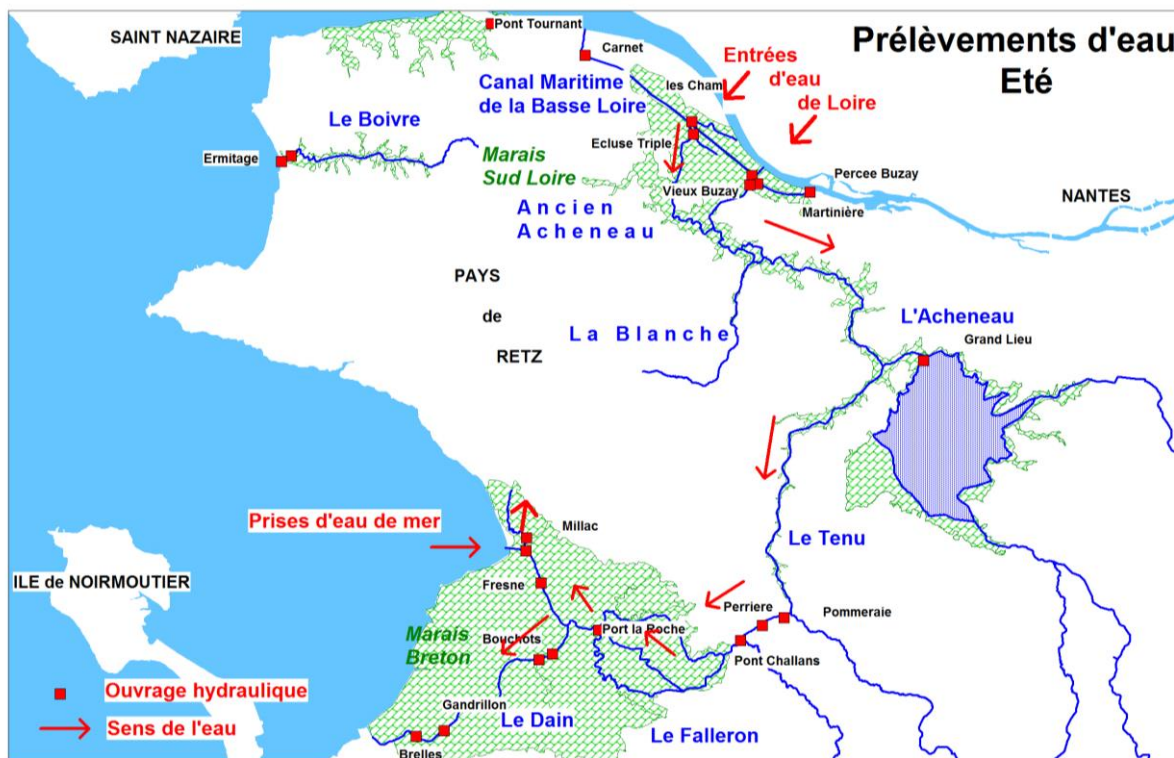 Prélèvements d'eau
Eté
SAINT NAZAIRE
Pont Tournant
Carnet
Entrées
d'eau
de Loire
Canal Maritime
de la Basse Loire
les Cham
Le Boivre
Ermitage
Ecluse Triple
Marais
Sud Loire
Vieux Buzay
Percee Buzay
Martinière
NANTES
Ancien
Acheneau
PAYS
de
RETZ
La Blanche
L'Acheneau
Grand Lieu
Prises d'eau de mer
Millac
Le Tenu
ILE de NOIRMOUTIER
Fresne
Perriere
Pommeraie
Marais
Breton
Bouchots
Port la Roche
Pont Challans
Ouvrage hydraulique
Gandrillon
Le Dain
Sens de l'eau
Le Falleron
Brelles